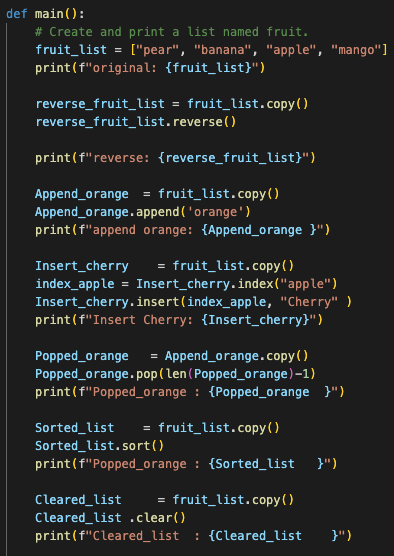 def main():
    # Create and print a list named fruit.
    fruit_list = ["pear", "banana", "apple", "mango"]
    print(f"original: {fruit_list}")

    reverse_fruit_list = fruit_list.copy()
    reverse_fruit_list.reverse()

    print(f"reverse: {reverse_fruit_list}")

    Append_orange  = fruit_list.copy()
    Append_orange.append('orange')
    print(f"append orange: {Append_orange }")

    Insert_cherry    = fruit_list.copy()
    index_apple = Insert_cherry.index("apple")
    Insert_cherry.insert(index_apple, "Cherry" )
    print(f"Insert Cherry: {Insert_cherry}")

    Popped_orange   = Append_orange.copy()
    Popped_orange.pop(len(Popped_orange)-1)
    print(f"Popped_orange : {Popped_orange  }")

    Sorted_list    = fruit_list.copy()
    Sorted_list.sort()
    print(f"Popped_orange : {Sorted_list   }")

    Cleared_list     = fruit_list.copy()
    Cleared_list .clear()
    print(f"Cleared_list  : {Cleared_list    }")